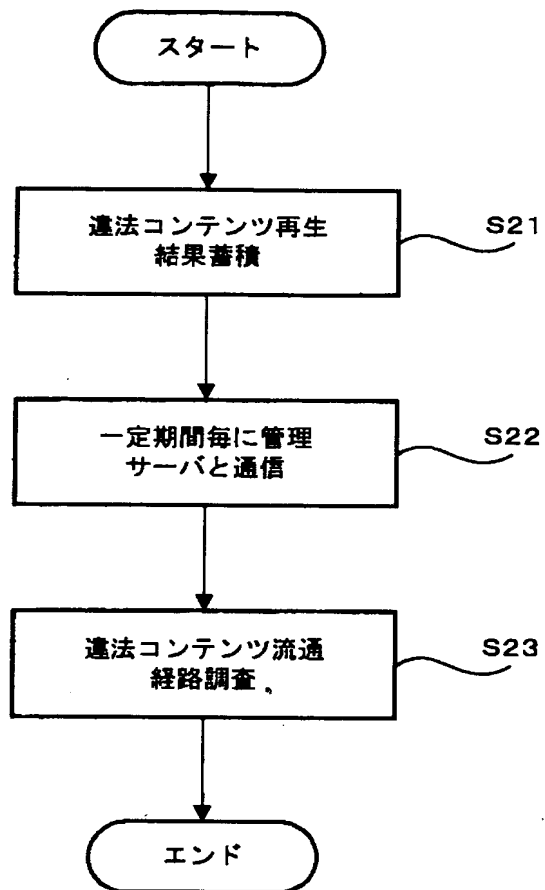 スタート
違法コンテンツ再生
結果蓄積
S21
一定期間毎に管理
サーバと通信
S22
違法コンテンツ流通
経路調査
S23
エンド